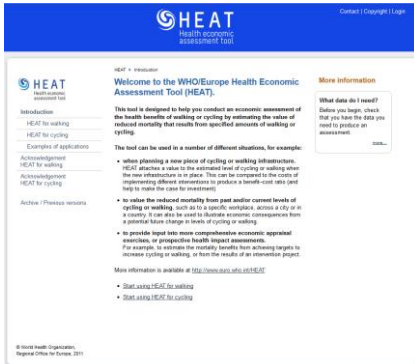 Contact | Copyright | Login
HEAT
Health economic
assessment tool
HEAT > Introduction
HEAT
Health economic
assessment tool
Introduction
HEAT for walking
HEAT for cycling
Examples of applications
Acknowledgement
HEAT for walking
Acknowledgement
HEAT for cycling
Archive / Previous versions
Welcome to the WHO/Europe Health Economic
Assessment Tool (HEAT).
This tool is designed to help you conduct an economic assessment of
the health benefits of walking or cycling by estimating the value of
reduced mortality that results from specified amounts of walking or
cycling.
The tool can be used in a number of different situations, for example:
• when planning a new piece of cycling or walking infrastructure.
HEAT attaches a value to the estimated level of cycling or walking when
the new infrastructure is in place. This can be compared to the costs of
implementing different interventions to produce a benefit–cost ratio (and
help to make the case for investment)
• to value the reduced mortality from past and/or current levels of
cycling or walking, such as to a specific workplace, across a city or in
a country. It can also be used to illustrate economic consequences from
a potential future change in levels of cycling or walking.
• to provide input into more comprehensive economic appraisal
exercises, or prospective health impact assessments.
For example, to estimate the mortality benefits from achieving targets to
increase cycling or walking, or from the results of an intervention project.
More information is available at http://www.euro.who.int/HEAT
• Start using HEAT for walking
• Start using HEAT for cycling
More information
What data do I need?
Before you begin, check
that you have the data you
need to produce an
assessment.
more...
© World Health Organization,
Regional Office for Europe, 2011